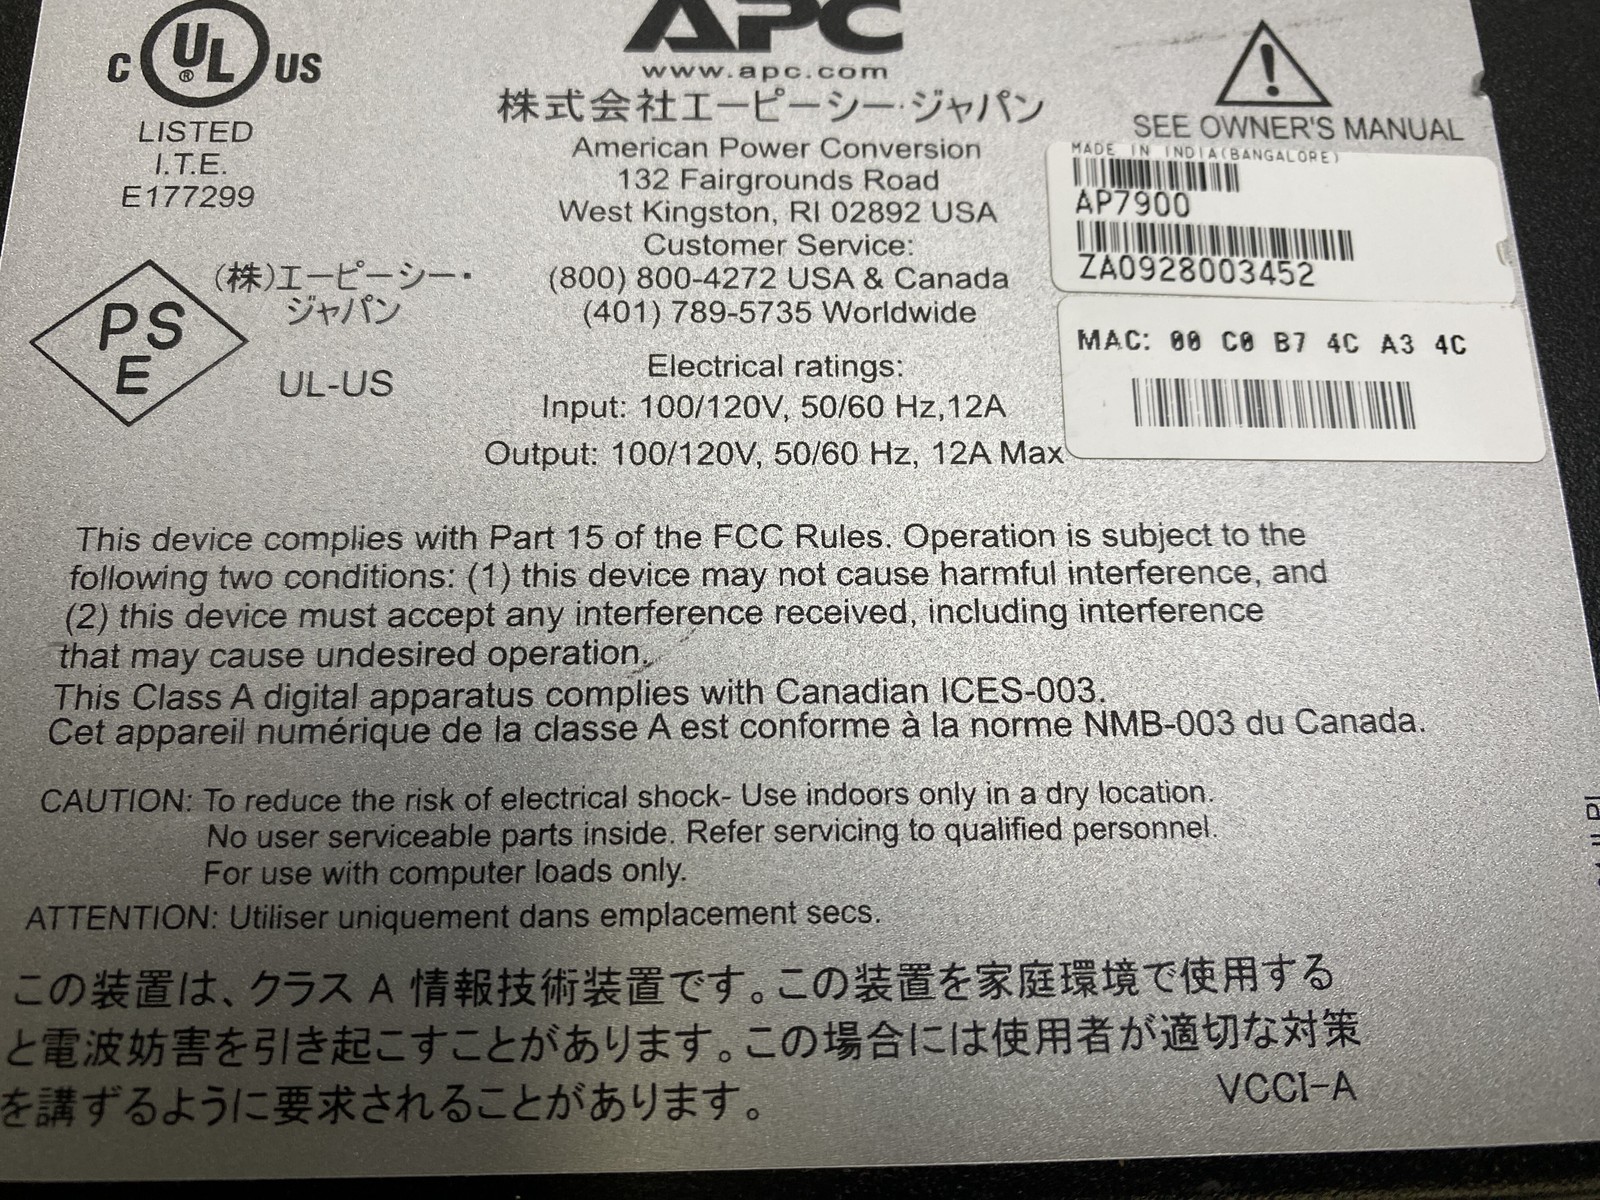 C UL US
®
LISTED
I.T.E.
E177299
PS
E
(株)エーピーシー・
ジャパン
UL-US
APC
www.apc.com
株式会社エーピーシー・ジャパン
American Power Conversion
132 Fairgrounds Road
West Kingston, RI 02892 USA
Customer Service:
(800) 800-4272 USA & Canada
(401) 789-5735 Worldwide
Electrical ratings:
Input: 100/120V, 50/60 Hz,12A
Output: 100/120V, 50/60 Hz, 12A Max
!
SEE OWNER'S MANUAL
MADE IN INDIA(BANGALORE)
AP7900
ZA0928003452
MAC: 00 C0 B7 4C A3 4C
This device complies with Part 15 of the FCC Rules. Operation is subject to the
following two conditions: (1) this device may not cause harmful interference, and
(2) this device must accept any interference received, including interference
that may cause undesired operation.
This Class A digital apparatus complies with Canadian ICES-003.
Cet appareil numérique de la classe A est conforme à la norme NMB-003 du Canada.
CAUTION: To reduce the risk of electrical shock- Use indoors only in a dry location.
No user serviceable parts inside. Refer servicing to qualified personnel.
For use with computer loads only.
ATTENTION: Utiliser uniquement dans emplacement secs.
この装置は、クラス A 情報技術装置です。この装置を家庭環境で使用する
と電波妨害を引き起こすことがあります。この場合には使用者が適切な対策
を講ずるように要求されることがあります。
VCCI-A